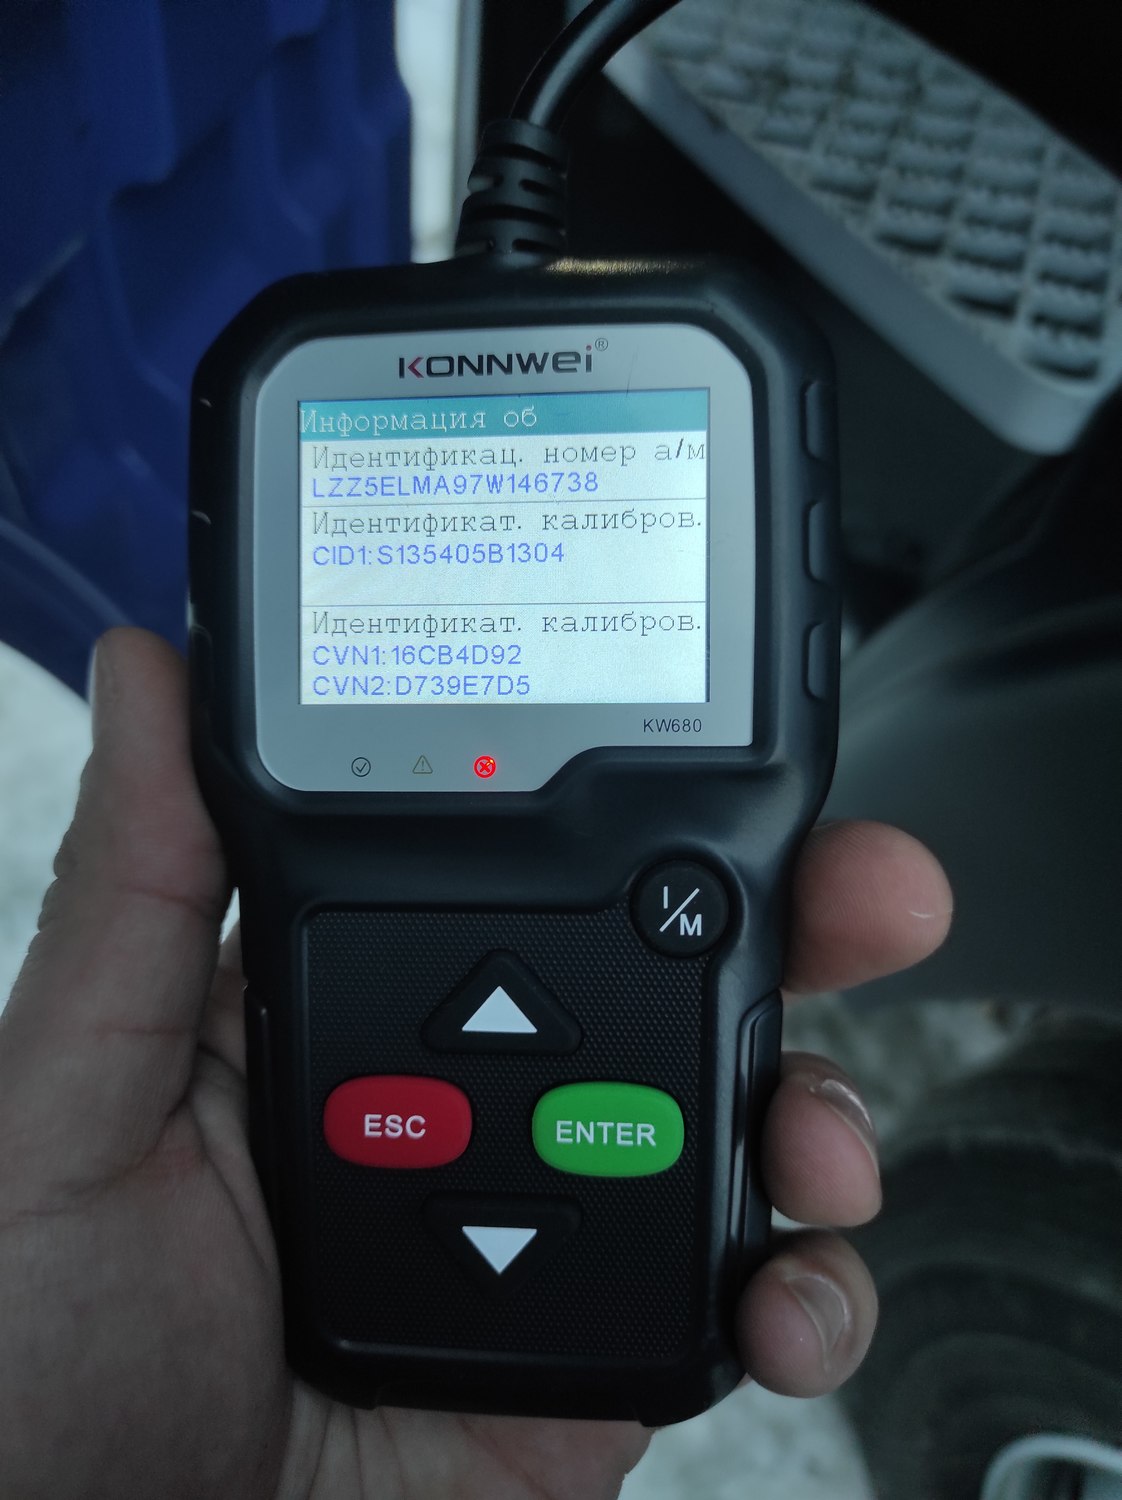 KONNWEI®
Информация об
Идентификац. номер а/м
LZZ5ELMA97W146738
Идентификат. калибров.
CID1:S135405B1304
Идентификат. калибров.
CVN1:16CB4D92
CVN2:D739E7D5
KW680
I/M
ESC
ENTER